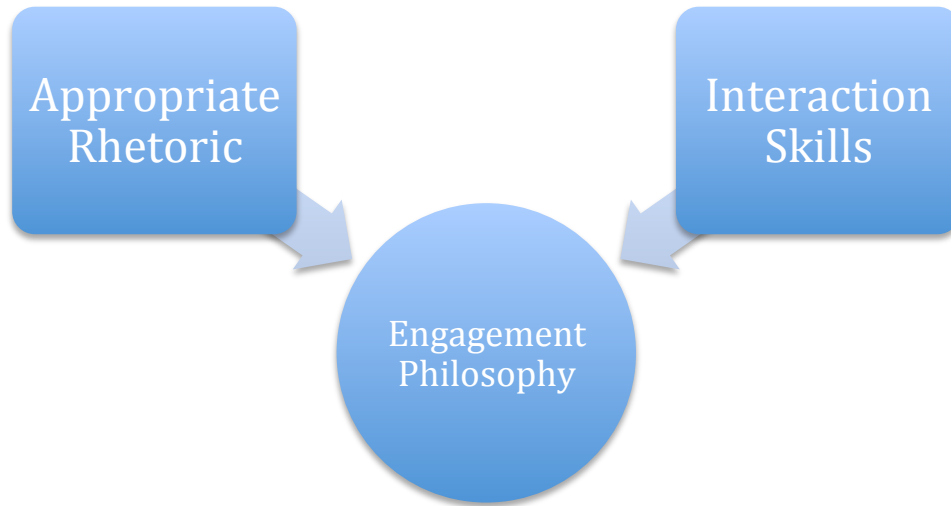 Appropriate
Rhetoric
Interaction
Skills
Engagement
Philosophy